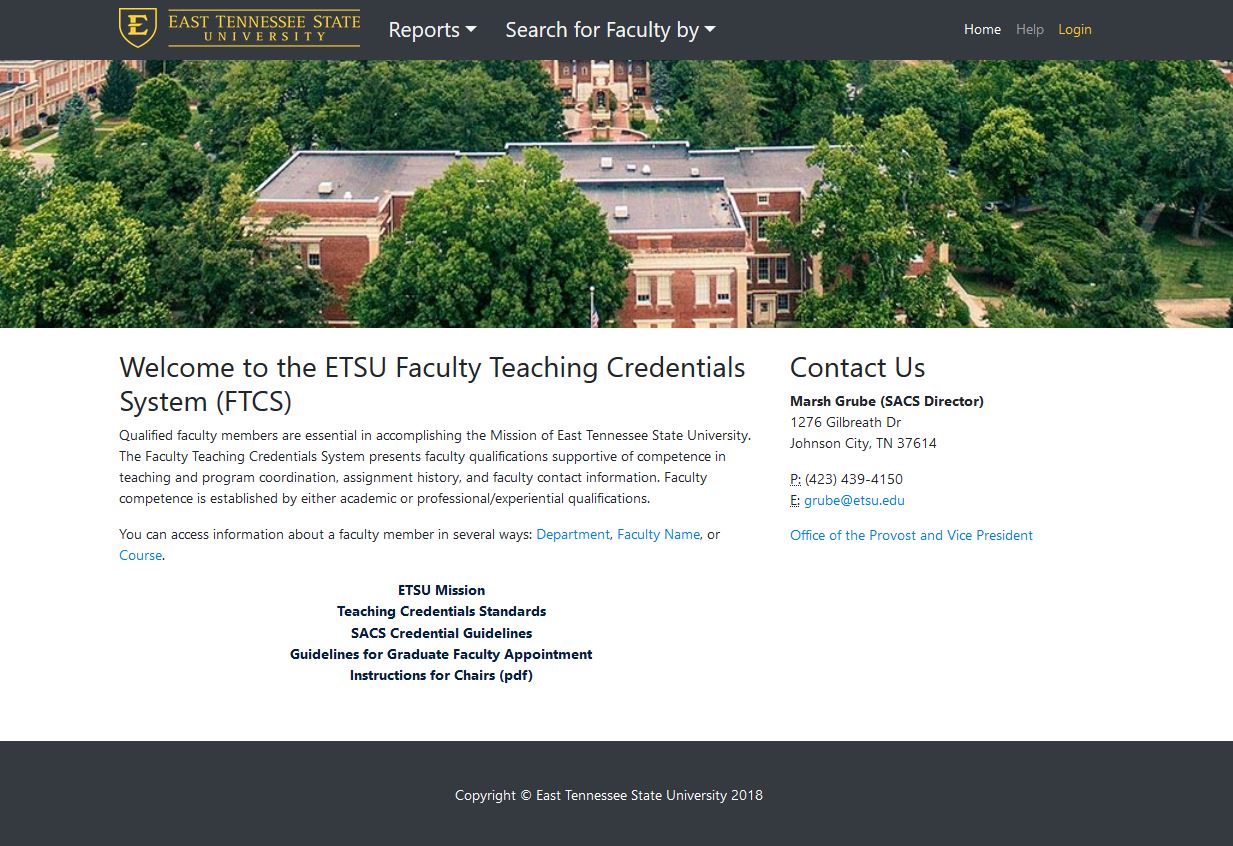 E EAST TENNESSEE STATE
UNIVERSITY
Reports
Search for Faculty by
Home Help Login
Welcome to the ETSU Faculty Teaching Credentials
System (FTCS)
Qualified faculty members are essential in accomplishing the Mission of East Tennessee State University.
The Faculty Teaching Credentials System presents faculty qualifications supportive of competence in
teaching and program coordination, assignment history, and faculty contact information. Faculty
competence is established by either academic or professional/experiential qualifications.
You can access information about a faculty member in several ways: Department, Faculty Name, or
Course.
ETSU Mission
Teaching Credentials Standards
SACS Credential Guidelines
Guidelines for Graduate Faculty Appointment
Instructions for Chairs (pdf)
Contact Us
Marsh Grube (SACS Director)
1276 Gilbreath Dr
Johnson City, TN 37614
P: (423) 439-4150
E: grube@etsu.edu
Office of the Provost and Vice President
Copyright © East Tennessee State University 2018